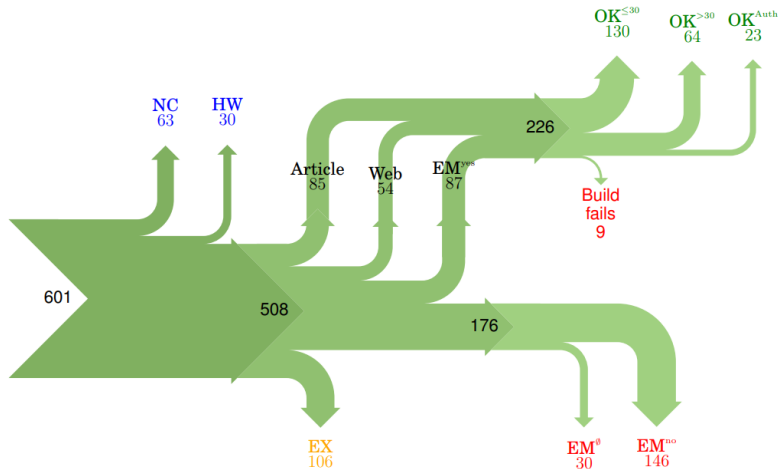 OK≤30
130
OK>30
64
OKAuth
23
NC
63
HW
30
226
Article
85
Web
54
EMyes
87
Build
fails
9
601
508
176
EX
106
EM∅
30
EMno
146